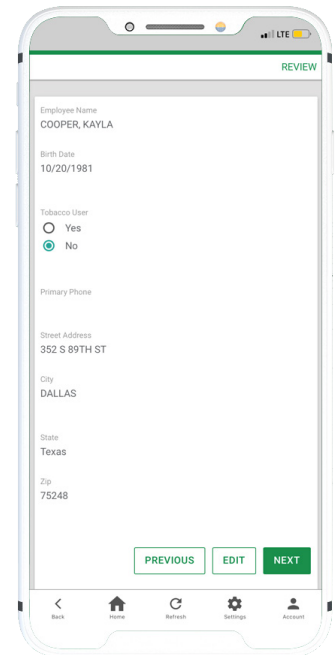 LTE
REVIEW
Employee Name
COOPER, KAYLA
Birth Date
10/20/1981
Tobacco User
Yes
No
Primary Phone
Street Address
352 S 89TH ST
City
DALLAS
State
Texas
Zip
75248
PREVIOUS EDIT NEXT
Back Home Refresh Settings Account